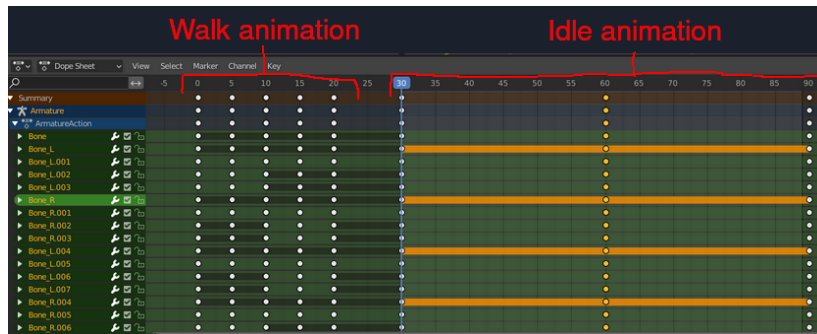 Walk animation Idle animation
Dope Sheet View Select Marker Channel Key
-5 0 5 10 15 20 25 30 35 40 45 50 55 60 65 70 75 80 85 90
Summary
Armature
ArmatureAction
Bone
Bone_L
Bone_L.001
Bone_L.002
Bone_L.003
Bone_R
Bone_R.001
Bone_R.002
Bone_R.003
Bone_L.004
Bone_L.005
Bone_L.006
Bone_L.007
Bone_R.004
Bone_R.005
Bone_R.006